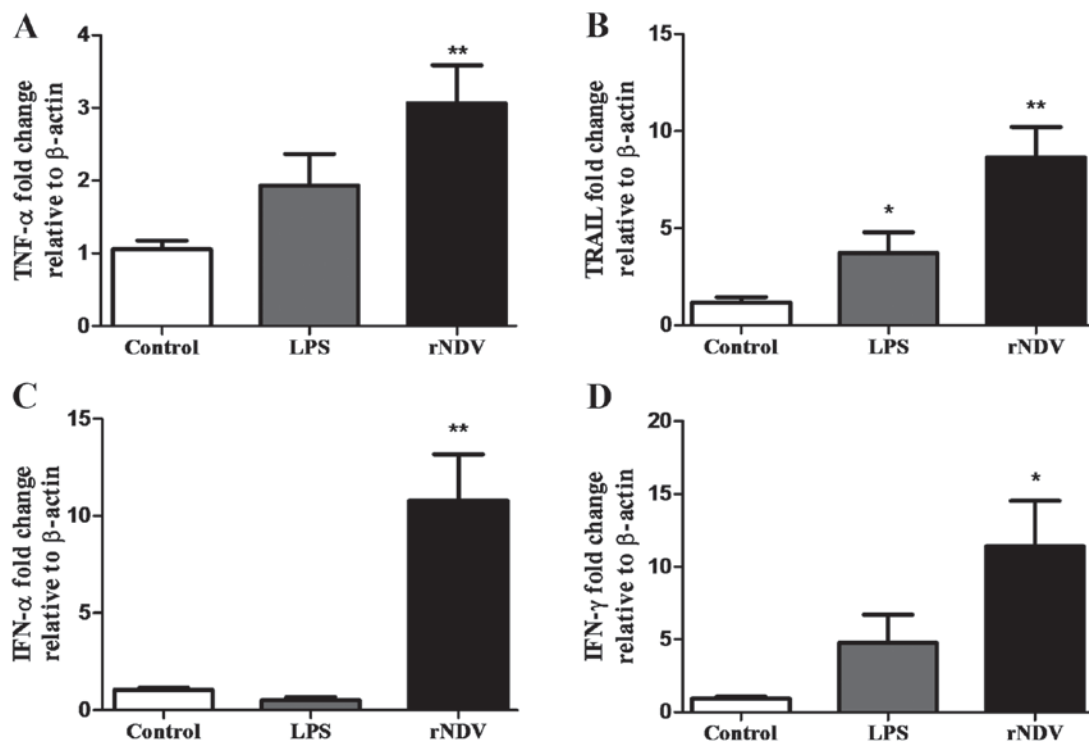 A
TNF-α fold change
relative to β-actin
4
3
2
1
0
**
Control LPS rNDV
B
TRAIL fold change
relative to β-actin
15
10
5
0
*
**
Control LPS rNDV
C
IFN-α fold change
relative to β-actin
15
10
5
0
**
Control LPS rNDV
D
IFN-γ fold change
relative to β-actin
20
15
10
5
0
*
Control LPS rNDV